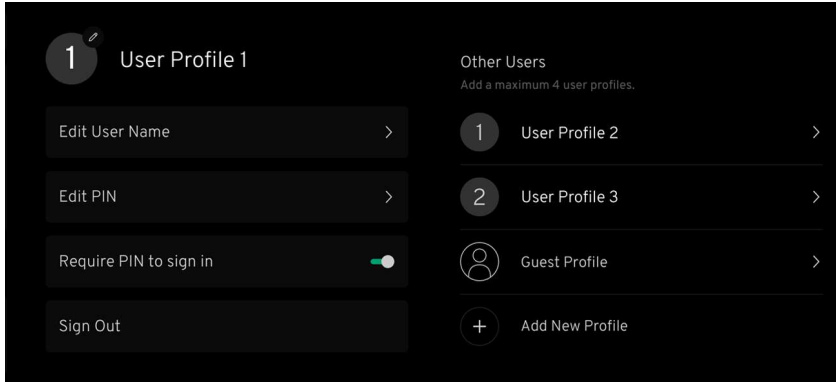 1
User Profile 1
Edit User Name
Edit PIN
Require PIN to sign in
Sign Out
Other Users
Add a maximum 4 user profiles.
1
User Profile 2
2
User Profile 3
Guest Profile
Add New Profile